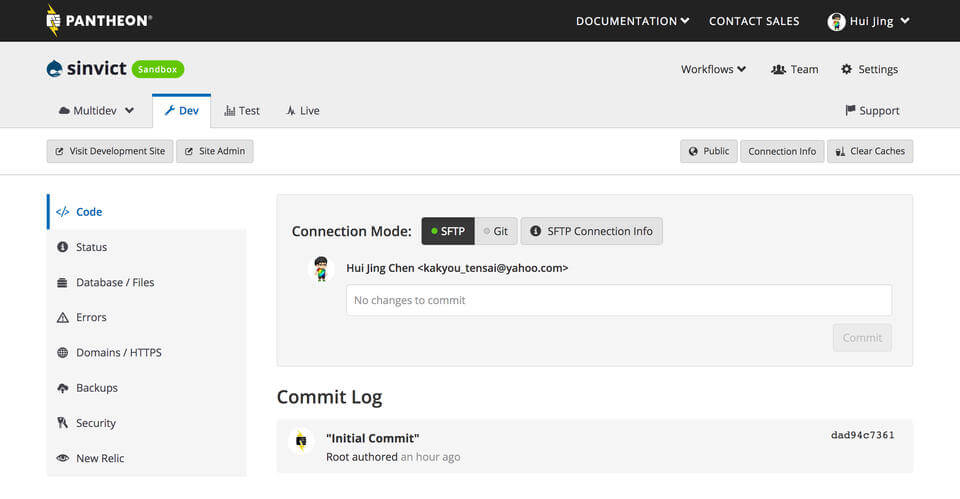 PANTHEON®
DOCUMENTATION CONTACT SALES Hui Jing
sinvict Sandbox
Workflows Team Settings
Multidev Dev Test Live
Support
Visit Development Site Site Admin
Public Connection Info Clear Caches
</> Code
Status
Database / Files
Errors
Domains / HTTPS
Backups
Security
New Relic
Connection Mode: SFTP Git SFTP Connection Info
Hui Jing Chen <kakyou_tensai@yahoo.com>
No changes to commit
Commit
Commit Log
"Initial Commit"
dad94c7361
Root authored an hour ago